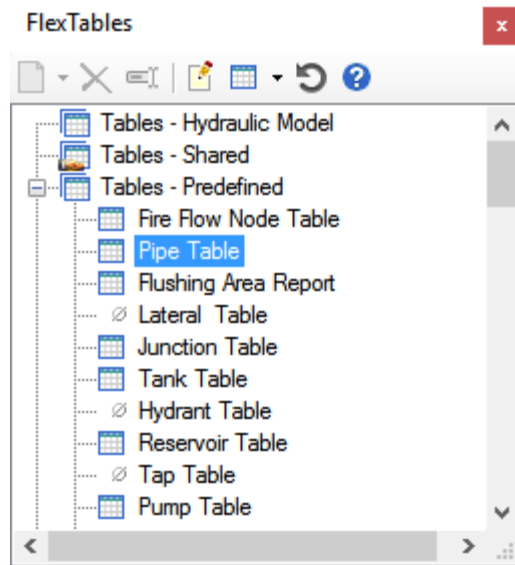 FlexTables
Tables - Hydraulic Model
Tables - Shared
Tables - Predefined
Fire Flow Node Table
Pipe Table
Flushing Area Report
Lateral  Table
Junction Table
Tank Table
Hydrant Table
Reservoir Table
Tap Table
Pump Table